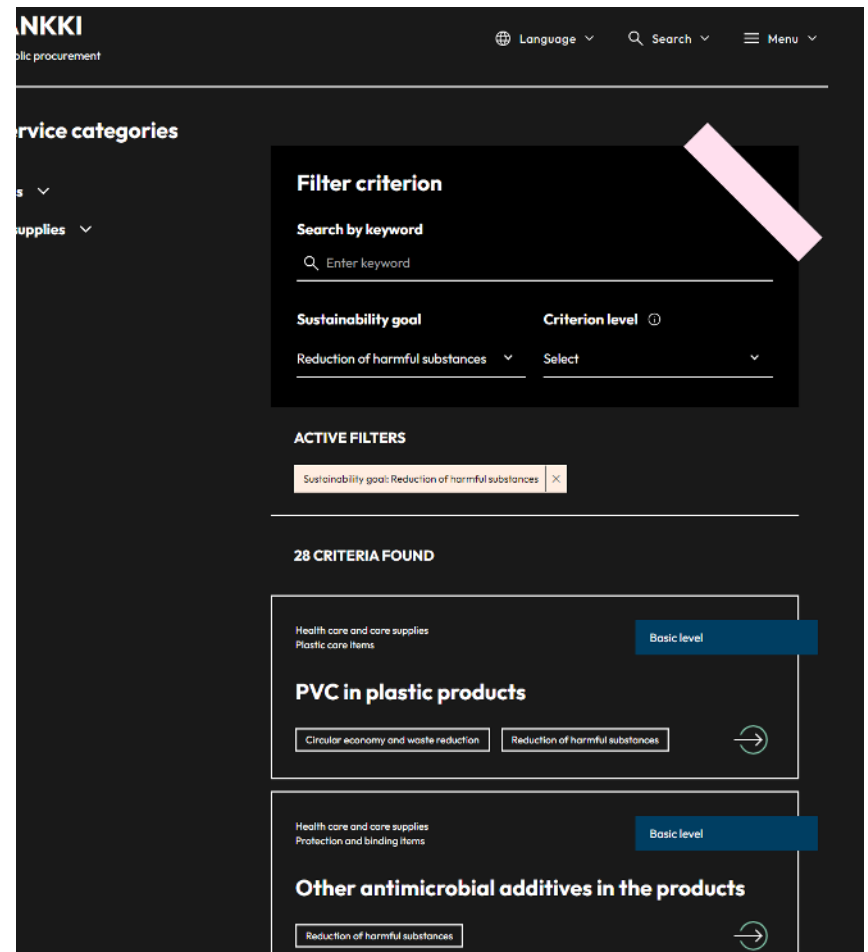 NKKI
blic procurement
Language
Search
Menu
rvice categories
s
supplies
Filter criterion
Search by keyword
Enter keyword
Sustainability goal
Criterion level
Reduction of harmful substances
Select
ACTIVE FILTERS
Sustainability goal: Reduction of harmful substances
28 CRITERIA FOUND
Health care and care supplies
Plastic care items
Basic level
PVC in plastic products
Circular economy and waste reduction
Reduction of harmful substances
Health care and care supplies
Protection and binding items
Basic level
Other antimicrobial additives in the products
Reduction of harmful substances